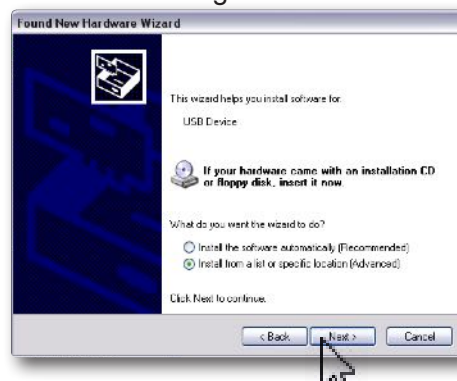 Found New Hardware Wizard
This wizard helps you install software for:
USB Device
If your hardware came with an installation CD
or floppy disk, insert it now.
What do you want the wizard to do?
Install the software automatically (Recommended)
Install from a list or specific location (Advanced)
Click Next to continue.
< Back
Next >
Cancel